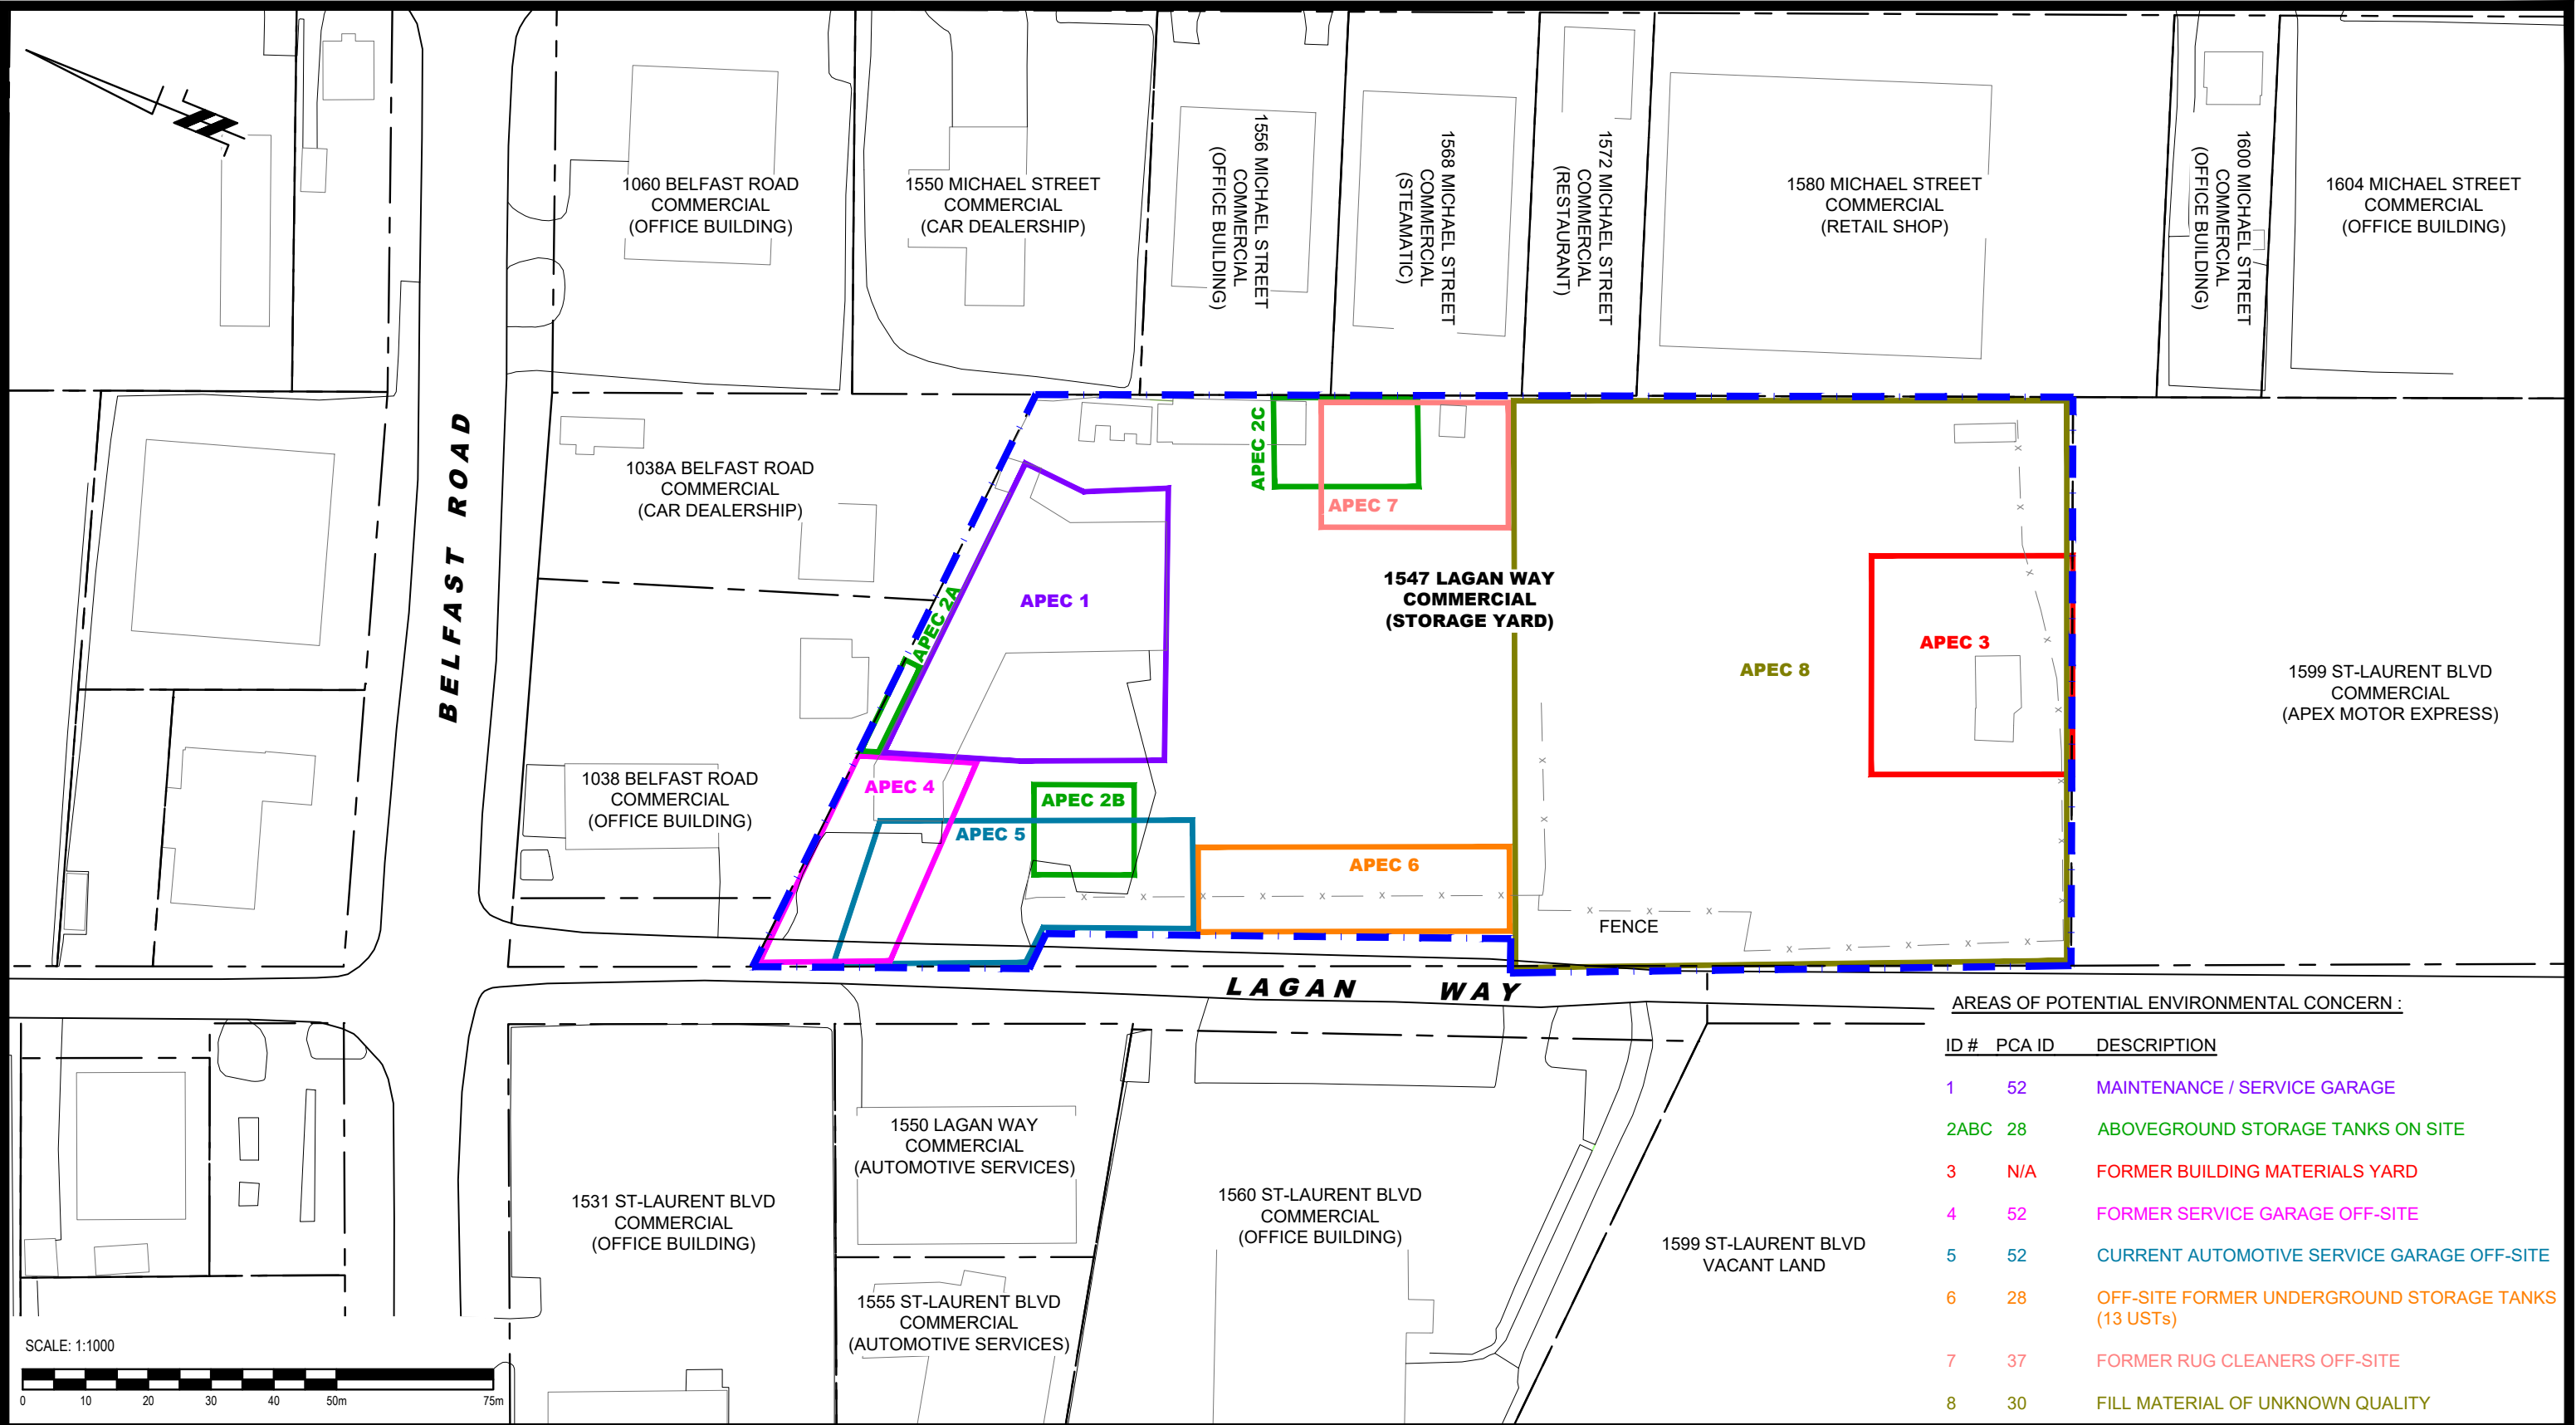 1060 BELFAST ROAD
COMMERCIAL
(OFFICE BUILDING)
1550 MICHAEL STREET
COMMERCIAL
(CAR DEALERSHIP)
1556 MICHAEL STREET
COMMERCIAL
(OFFICE BUILDING)
1568 MICHAEL STREET
COMMERCIAL
(STEAMATIC)
1572 MICHAEL STREET
COMMERCIAL
(RESTAURANT)
1580 MICHAEL STREET
COMMERCIAL
(RETAIL SHOP)
1600 MICHAEL STREET
COMMERCIAL
(OFFICE BUILDING)
1604 MICHAEL STREET
COMMERCIAL
(OFFICE BUILDING)
BELFAST ROAD
1038A BELFAST ROAD
COMMERCIAL
(CAR DEALERSHIP)
APEC 2C
APEC 7
APEC 1
APEC 2A
1547 LAGAN WAY
COMMERCIAL
(STORAGE YARD)
APEC 3
APEC 8
1599 ST-LAURENT BLVD
COMMERCIAL
(APEX MOTOR EXPRESS)
1038 BELFAST ROAD
COMMERCIAL
(OFFICE BUILDING)
APEC 4
APEC 2B
APEC 5
APEC 6
FENCE
LAGAN WAY
1531 ST-LAURENT BLVD
COMMERCIAL
(OFFICE BUILDING)
1550 LAGAN WAY
COMMERCIAL
(AUTOMOTIVE SERVICES)
1555 ST-LAURENT BLVD
COMMERCIAL
(AUTOMOTIVE SERVICES)
1560 ST-LAURENT BLVD
COMMERCIAL
(OFFICE BUILDING)
1599 ST-LAURENT BLVD
VACANT LAND
AREAS OF POTENTIAL ENVIRONMENTAL CONCERN :
ID # PCA ID DESCRIPTION
1 52 MAINTENANCE / SERVICE GARAGE
2ABC 28 ABOVEGROUND STORAGE TANKS ON SITE
3 N/A FORMER BUILDING MATERIALS YARD
4 52 FORMER SERVICE GARAGE OFF-SITE
5 52 CURRENT AUTOMOTIVE SERVICE GARAGE OFF-SITE
6 28 OFF-SITE FORMER UNDERGROUND STORAGE TANKS
(13 USTs)
7 37 FORMER RUG CLEANERS OFF-SITE
8 30 FILL MATERIAL OF UNKNOWN QUALITY
SCALE: 1:1000
0 10 20 30 40 50m 75m